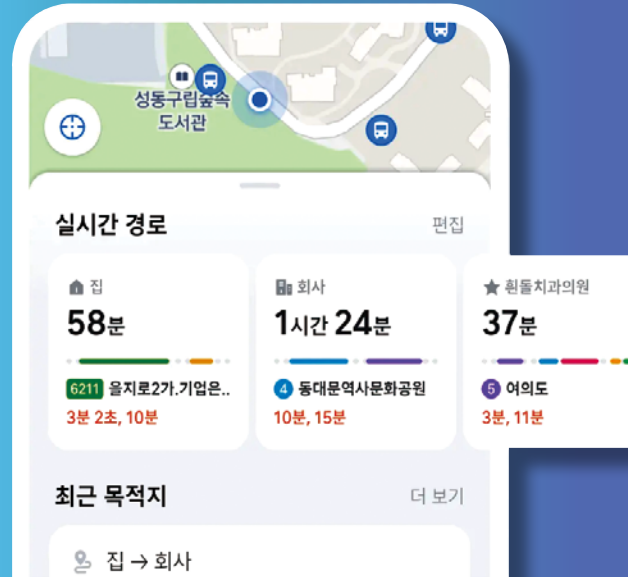 성동구립숲속
도서관
실시간 경로
편집
집
58분
6211 을지로2가.기업은..
3분 2초, 10분
회사
1시간 24분
4 동대문역사문화공원
10분, 15분
흰돌치과의원
37분
5 여의도
3분, 11분
최근 목적지
더 보기
집 → 회사